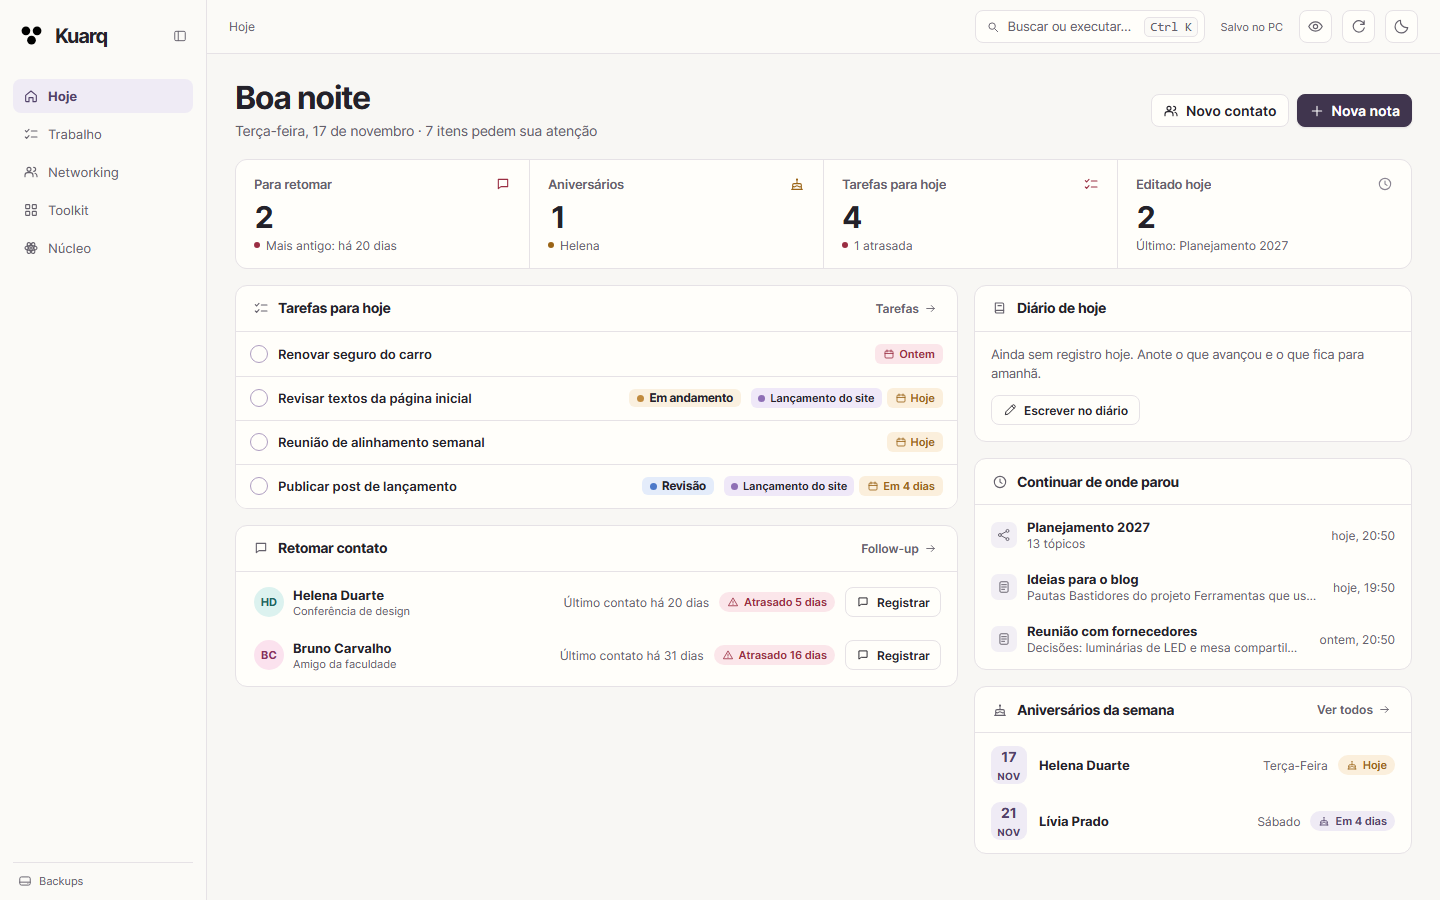 Kuarq
Hoje
Trabalho
Networking
Toolkit
Núcleo
Backups
Hoje
Buscar ou executar...
Ctrl K
Salvo no PC
Boa noite
Terça-feira, 17 de novembro · 7 itens pedem sua atenção
Novo contato
Nova nota
Para retomar
2
Mais antigo: há 20 dias
Aniversários
1
Helena
Tarefas para hoje
4
1 atrasada
Editado hoje
2
Último: Planejamento 2027
Tarefas para hoje
Tarefas
Renovar seguro do carro
Ontem
Revisar textos da página inicial
Em andamento
Lançamento do site
Hoje
Reunião de alinhamento semanal
Hoje
Publicar post de lançamento
Revisão
Lançamento do site
Em 4 dias
Retomar contato
Follow-up
HD
Helena Duarte
Conferência de design
Último contato há 20 dias
Atrasado 5 dias
Registrar
BC
Bruno Carvalho
Amigo da faculdade
Último contato há 31 dias
Atrasado 16 dias
Registrar
Diário de hoje
Ainda sem registro hoje. Anote o que avançou e o que fica para
amanhã.
Escrever no diário
Continuar de onde parou
Planejamento 2027
13 tópicos
hoje, 20:50
Ideias para o blog
Pautas Bastidores do projeto Ferramentas que us...
hoje, 19:50
Reunião com fornecedores
Decisões: luminárias de LED e mesa compartil...
ontem, 20:50
Aniversários da semana
Ver todos
17
NOV
Helena Duarte
Terça-Feira
Hoje
21
NOV
Lívia Prado
Sábado
Em 4 dias